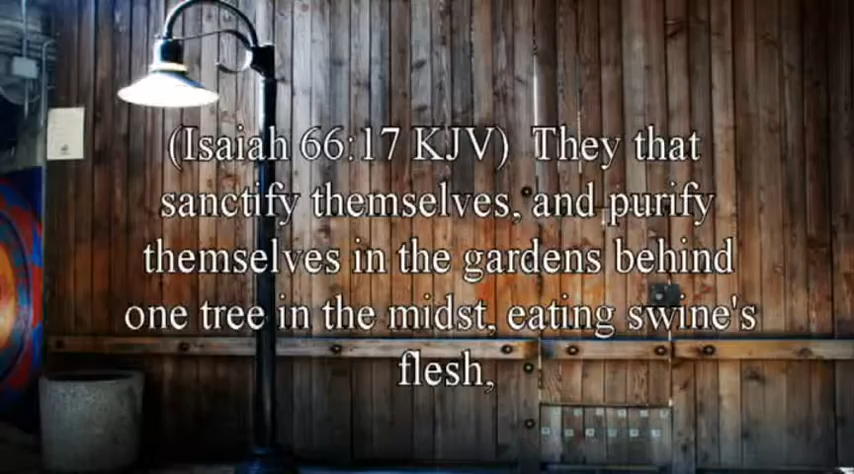 (Isaiah 66:17 KJV)  They that
sanctify themselves, and purify
themselves in the gardens behind
one tree in the midst, eating swine's
flesh,